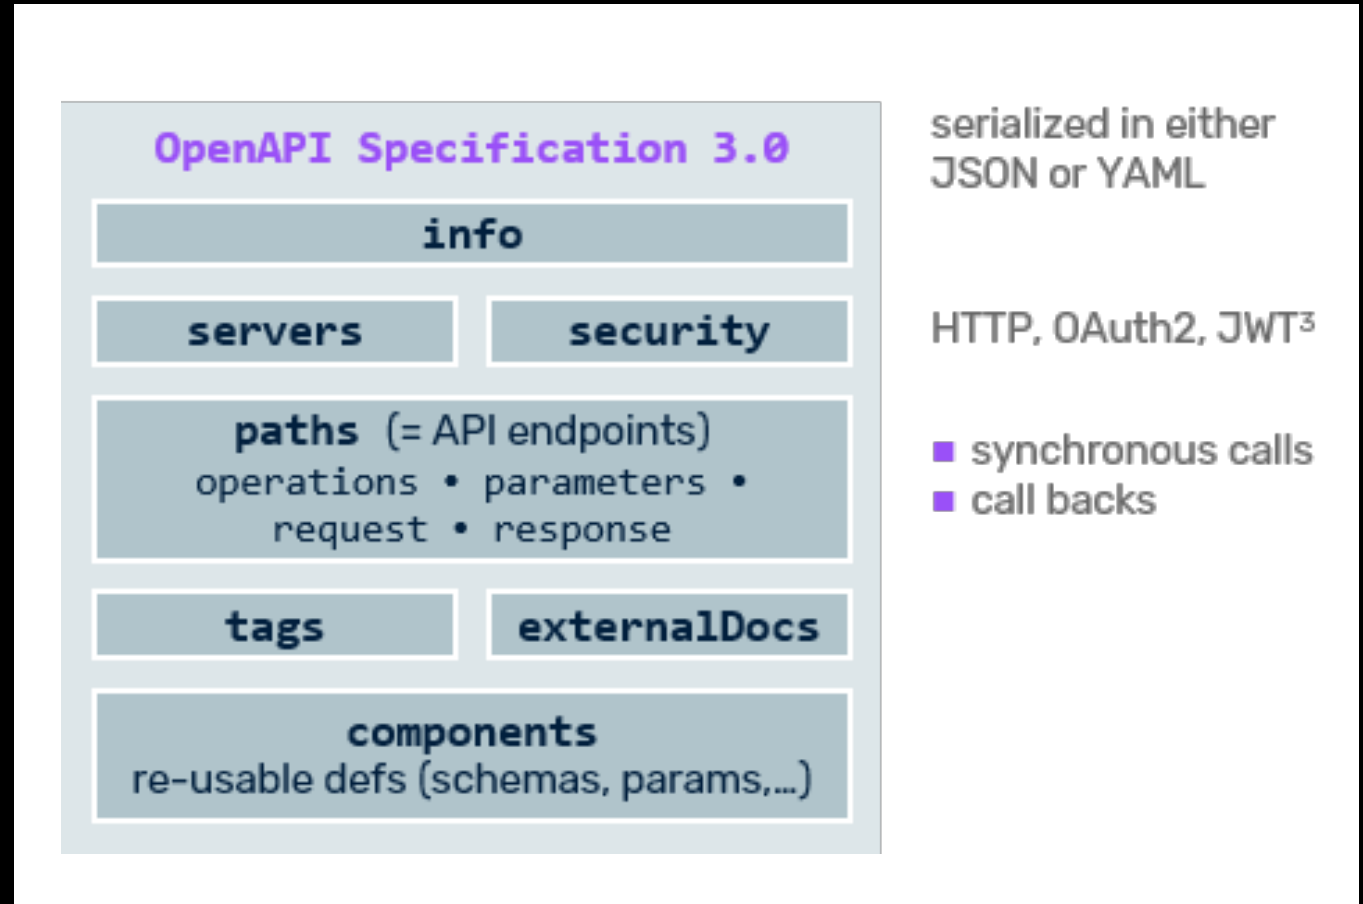 OpenAPI Specification 3.0
serialized in either
JSON or YAML
info
servers
security
HTTP, OAuth2, JWT³
paths (= API endpoints)
operations • parameters •
request • response
■ synchronous calls
■ call backs
tags
externalDocs
components
re-usable defs (schemas, params,...)